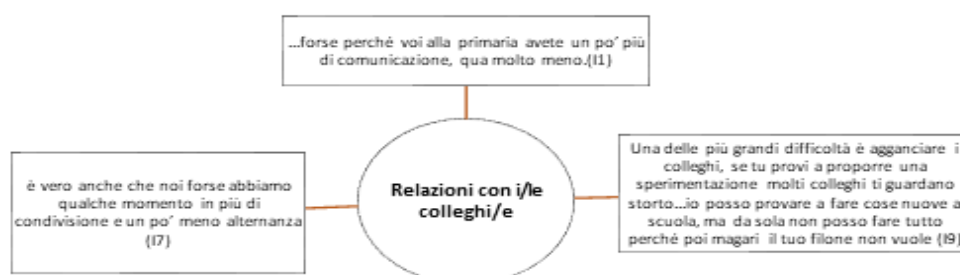 ...forse perché voi alla primaria avete un po' più
di comunicazione, qua molto meno.(I1)
è vero anche che noi forse abbiamo
qualche momento in più di
condivisione e un po' meno alternanza
(I7)
Relazioni con i/le
colleghi/e
Una delle più grandi difficoltà è agganciare i
colleghi, se tu provi a proporre una
sperimentazione molti colleghi ti guardano
storto...io posso provare a fare cose nuove a
scuola, ma da sola non posso fare tutto
perché poi magari il tuo filone non vuole (I9)